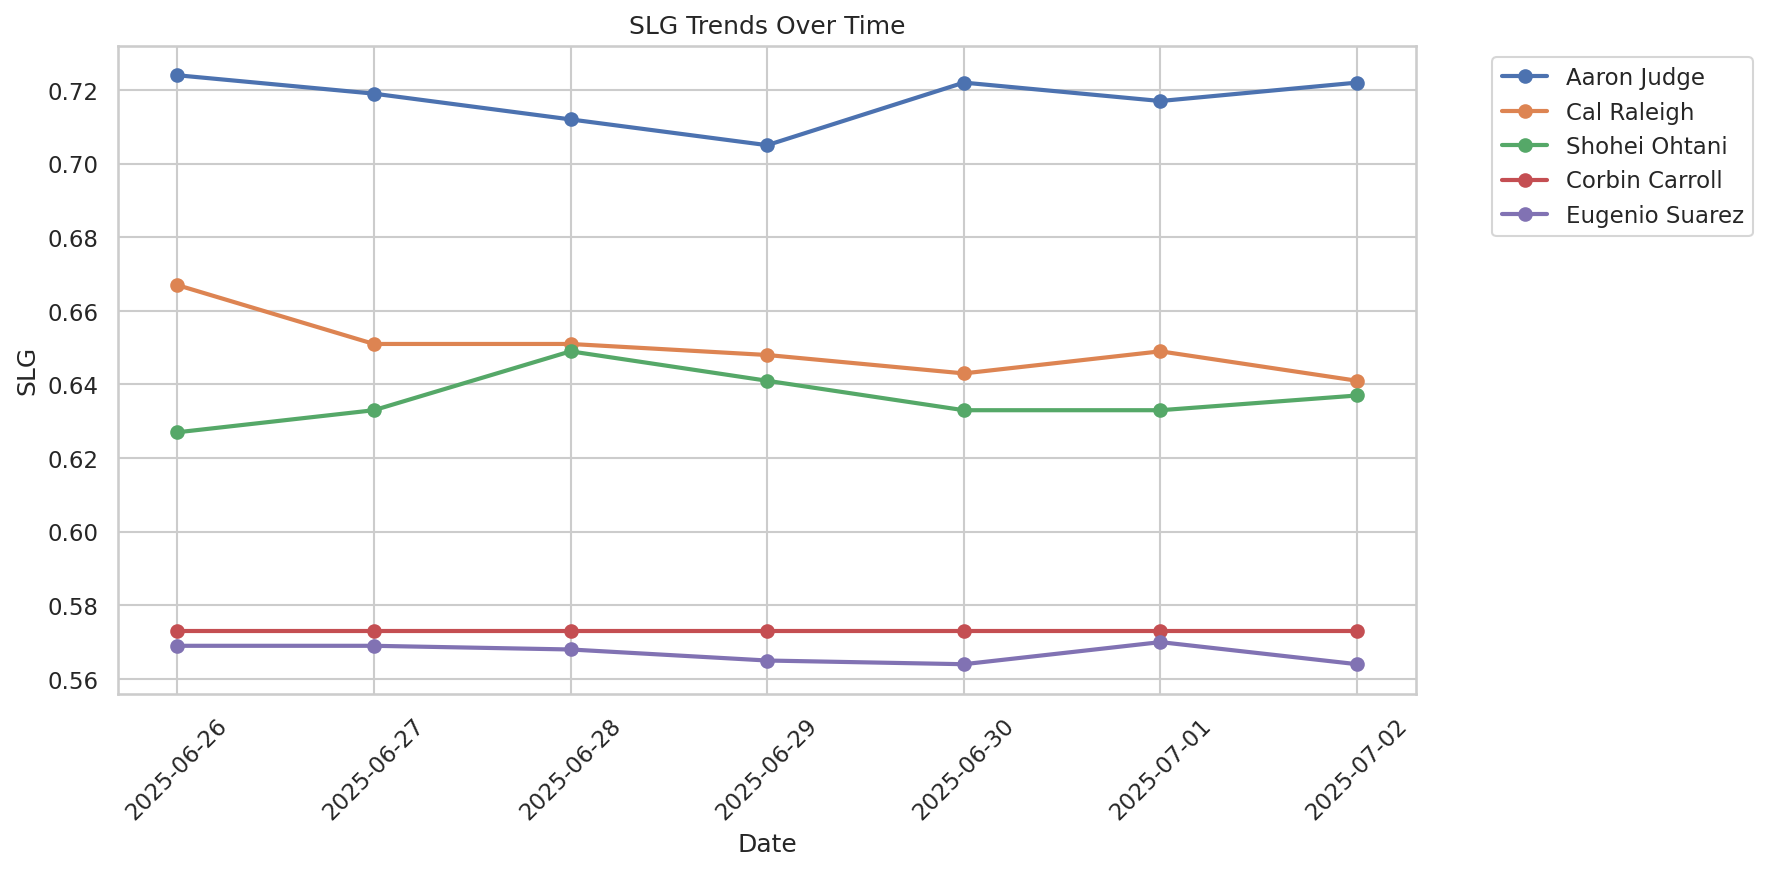 SLG Trends Over Time
Aaron Judge
Cal Raleigh
Shohei Ohtani
Corbin Carroll
Eugenio Suarez
SLG
0.72
0.70
0.68
0.66
0.64
0.62
0.60
0.58
0.56
2025-06-26
2025-06-27
2025-06-28
2025-06-29
2025-06-30
2025-07-01
2025-07-02
Date